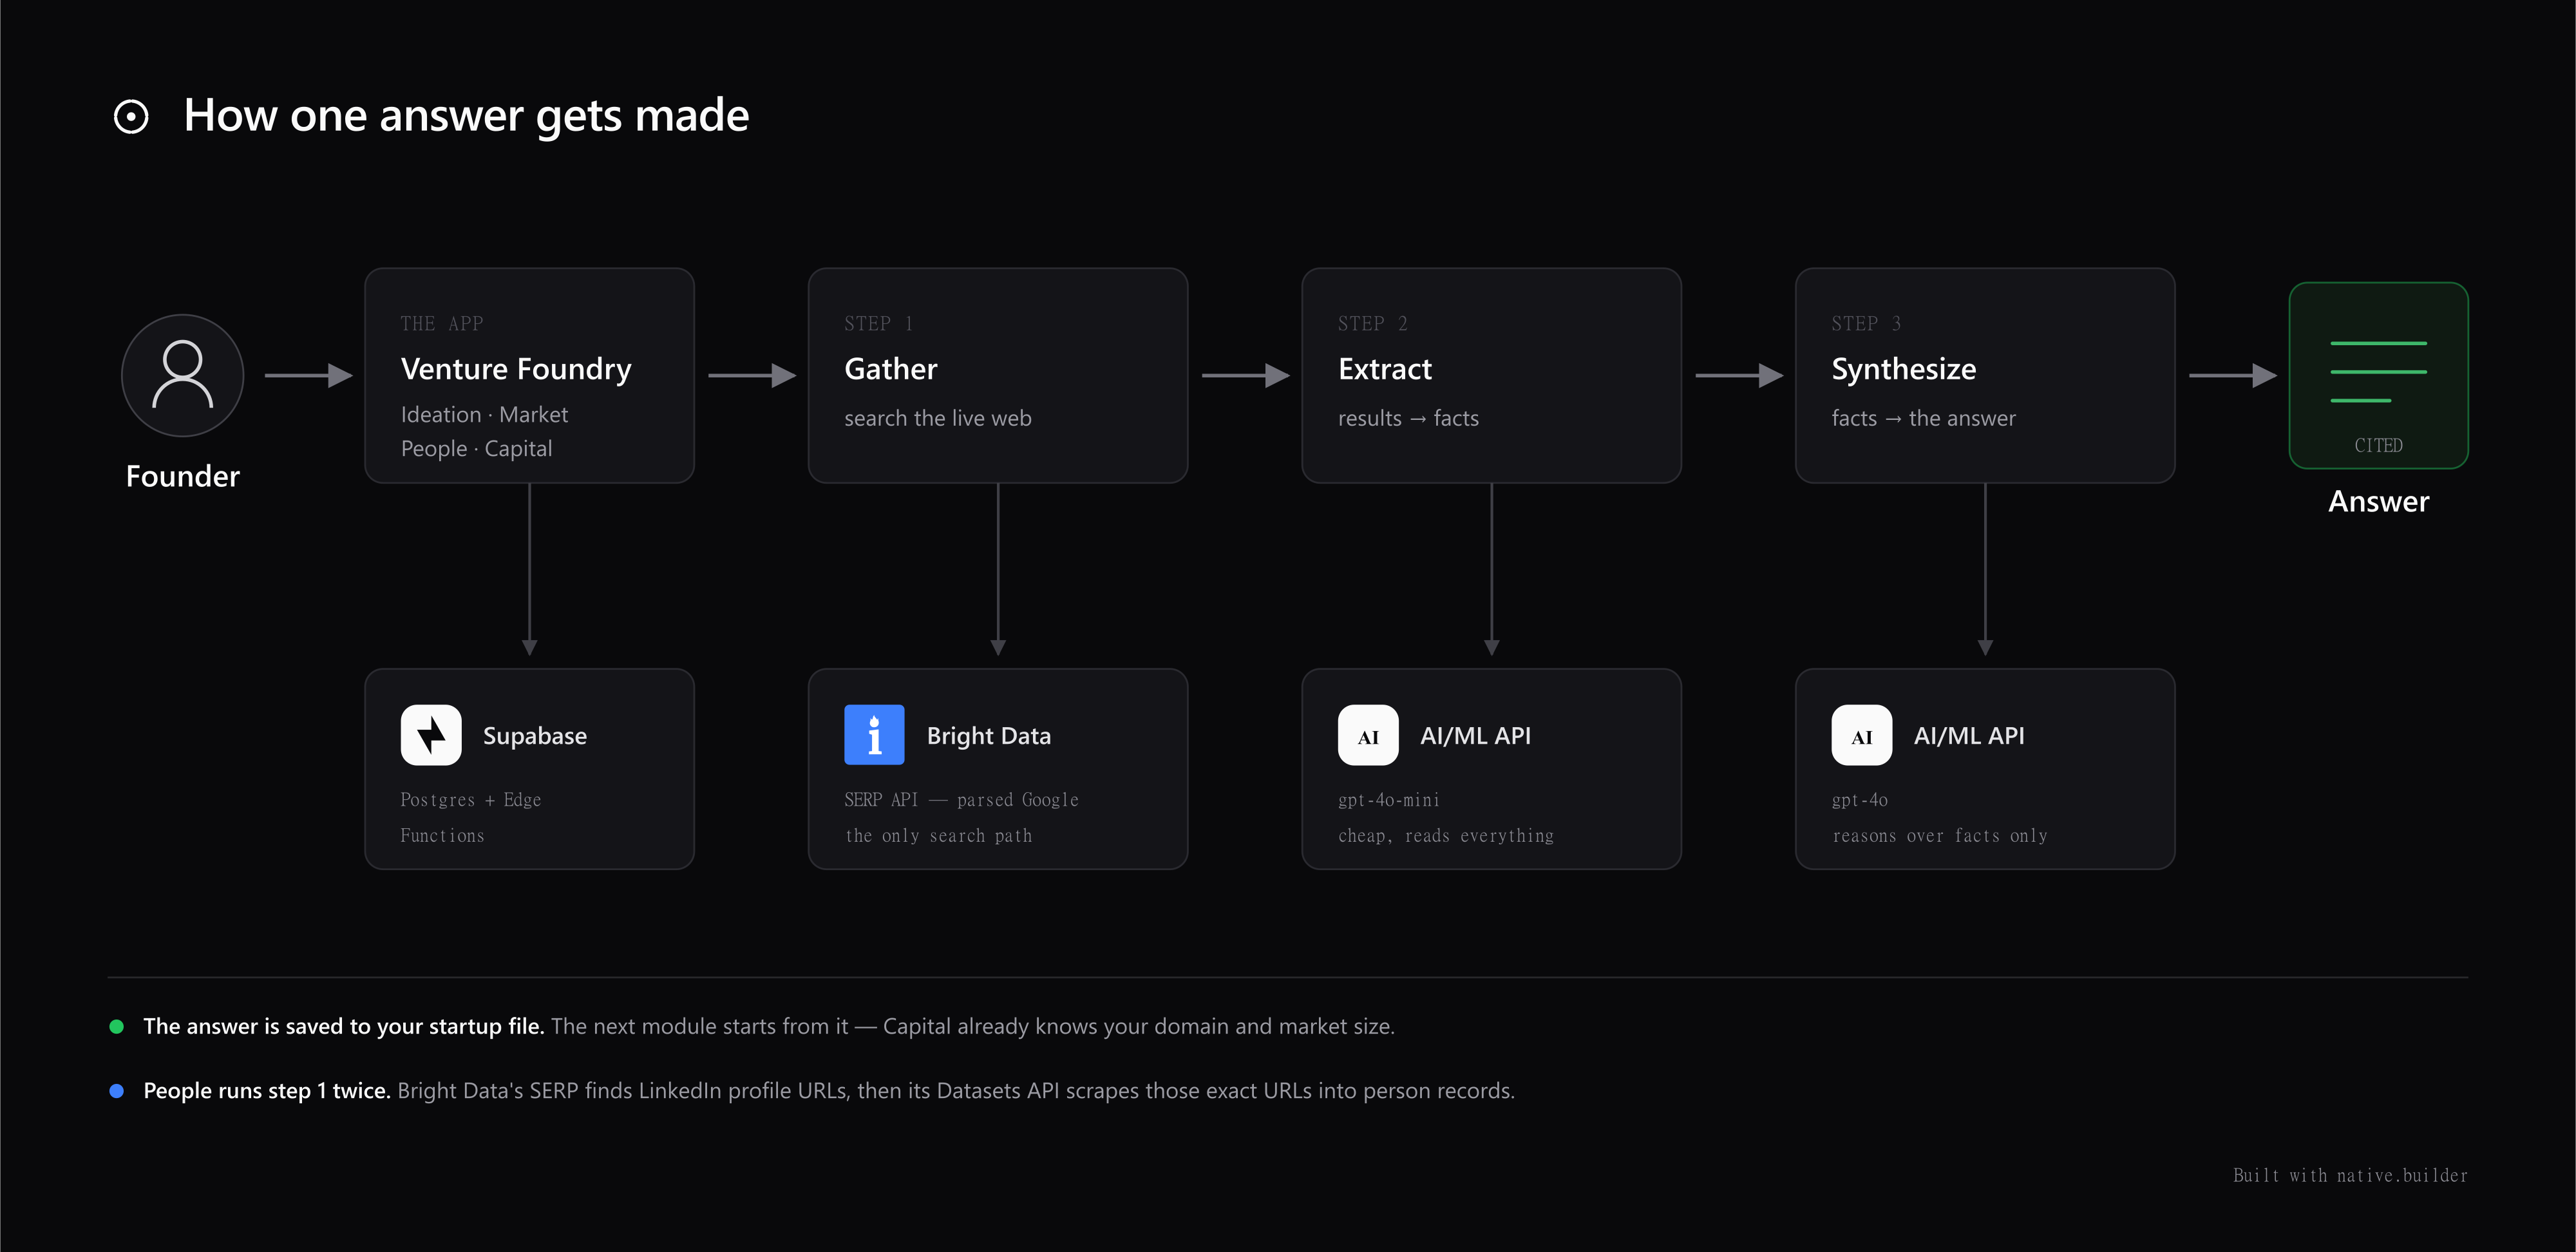 How one answer gets made
Founder
THE APP
Venture Foundry
Ideation · Market
People · Capital
STEP 1
Gather
search the live web
STEP 2
Extract
results → facts
STEP 3
Synthesize
facts → the answer
CITED
Answer
Supabase
Postgres + Edge
Functions
i
Bright Data
SERP API — parsed Google
the only search path
AI
AI/ML API
gpt-4o-mini
cheap, reads everything
AI
AI/ML API
gpt-4o
reasons over facts only
The answer is saved to your startup file. The next module starts from it — Capital already knows your domain and market size.
People runs step 1 twice. Bright Data's SERP finds LinkedIn profile URLs, then its Datasets API scrapes those exact URLs into person records.
Built with native.builder